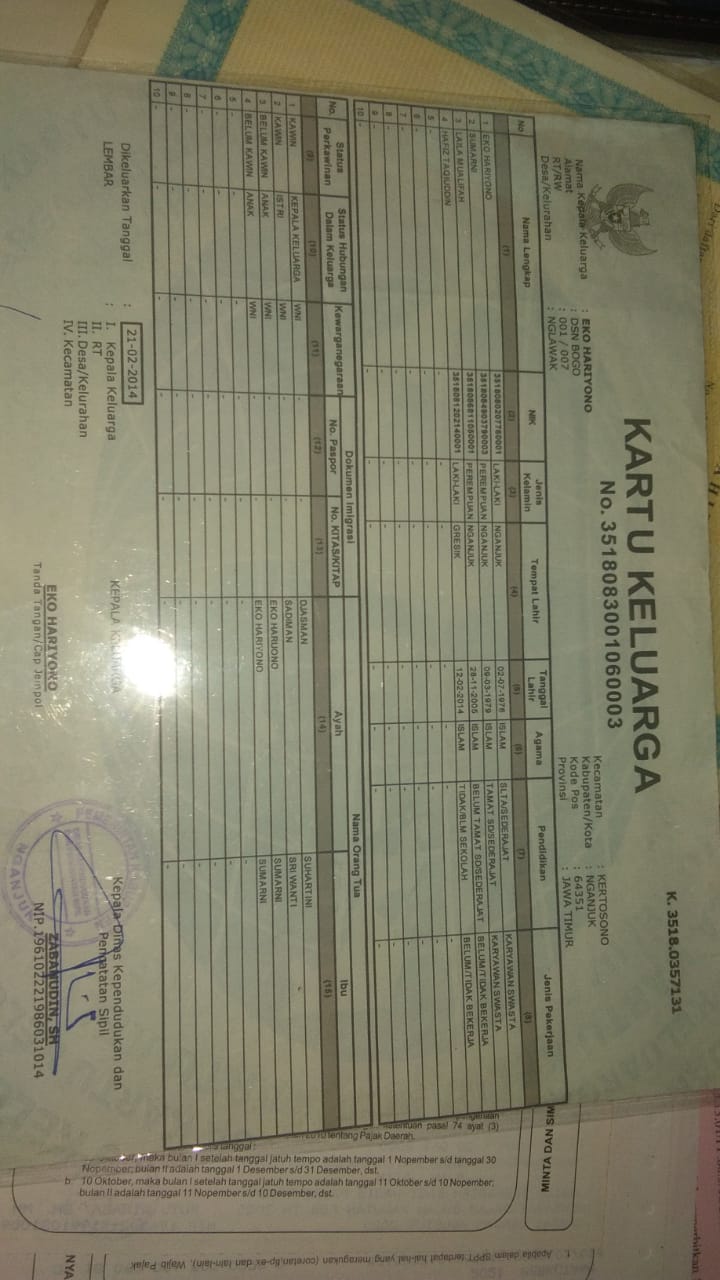 K. 3518.0357131
KARTU KELUARGA
No. 3518083001060003
Nama Kepala Keluarga : EKO HARIYONO
Alamat : DSN BOGO
RT/RW : 001 / 007
Desa/Kelurahan : NGLAWAK
Kecamatan : KERTOSONO
Kabupaten/Kota : NGANJUK
Kode Pos : 64351
Provinsi : JAWA TIMUR
No Nama Lengkap NIK Jenis Kelamin Tempat Lahir Tanggal Lahir Agama Pendidikan Jenis Pekerjaan
(1) (2) (3) (4) (5) (6) (7) (8)
1 EKO HARIYONO 3518080207760001 LAKI-LAKI NGANJUK 02-07-1976 ISLAM SLTA/SEDERAJAT KARYAWAN SWASTA
2 SUMARNI 3518084903790003 PEREMPUAN NGANJUK 09-03-1979 ISLAM TAMAT SD/SEDERAJAT KARYAWAN SWASTA
3 LAILA MUALIFAH 3518086811050001 PEREMPUAN NGANJUK 28-11-2005 ISLAM BELUM TAMAT SD/SEDERAJAT BELUM/TIDAK BEKERJA
4 HAFIZ TAQIUDDIN 3518081202140001 LAKI-LAKI GRESIK 12-02-2014 ISLAM TIDAK/BLM SEKOLAH BELUM/TIDAK BEKERJA
5 - - - - - - - -
6 - - - - - - - -
7 - - - - - - - -
8 - - - - - - - -
9 - - - - - - - -
10 - - - - - - - -
No. Status Perkawinan Status Hubungan Dalam Keluarga Kewarganegaraan Dokumen Imigrasi Nama Orang Tua
No. Paspor No. KITAS/KITAP Ayah Ibu
(9) (10) (11) (12) (13) (14) (15)
1 KAWIN KEPALA KELUARGA WNI - - DJASMAN SUHARTINI
2 KAWIN ISTRI WNI - - SADIMAN SRI WANTI
3 BELUM KAWIN ANAK WNI - - EKO HARIJONO SUMARNI
4 BELUM KAWIN ANAK WNI - - EKO HARIYONO SUMARNI
5 - - - - - - -
6 - - - - - - -
7 - - - - - - -
8 - - - - - - -
9 - - - - - - -
10 - - - - - - -
Dikeluarkan Tanggal : 21-02-2014
LEMBAR : I. Kepala Keluarga
II. RT
III. Desa/Kelurahan
IV. Kecamatan
KEPALA KELUARGA
EKO HARIYONO
Tanda Tangan/Cap Jempol
Kepala Dinas Kependudukan dan
Pencatatan Sipil
ZABANUDIN, SH
NIP.196107221986031014
NGANJUK
MINTA DAN
pasal 74 ayat (3)
tentang Pajak Daerah.
tanggal :
maka bulan I setelah tanggal jatuh tempo adalah tanggal 1 Nopember s/d tanggal 30
Nopember; bulan II adalah tanggal 1 Desember s/d 31 Desember, dst.
b. 10 Oktober, maka bulan I setelah tanggal jatuh tempo adalah tanggal 11 Oktober s/d 10 Nopember;
bulan II adalah tanggal 11 Nopember s/d 10 Desember, dst.
1. Apabila dalam SPPT terdapat hal-hal yang meragukan (coretan,tip-ex dan lain-lain), Wajib Pajak
NYA